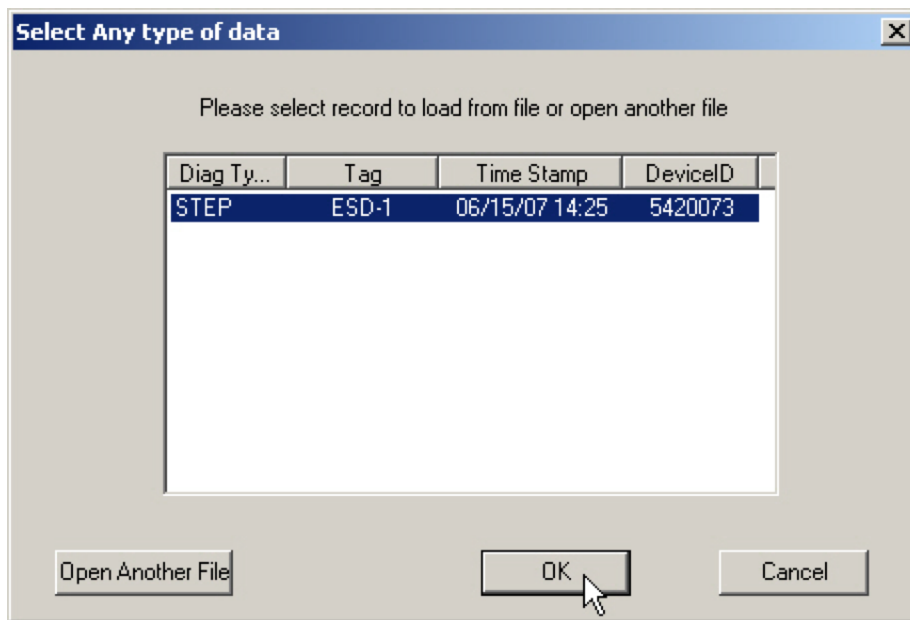 Select Any type of data
Please select record to load from file or open another file
Diag Ty... Tag Time Stamp DeviceID
STEP ESD-1 06/15/07 14:25 5420073
Open Another File OK Cancel